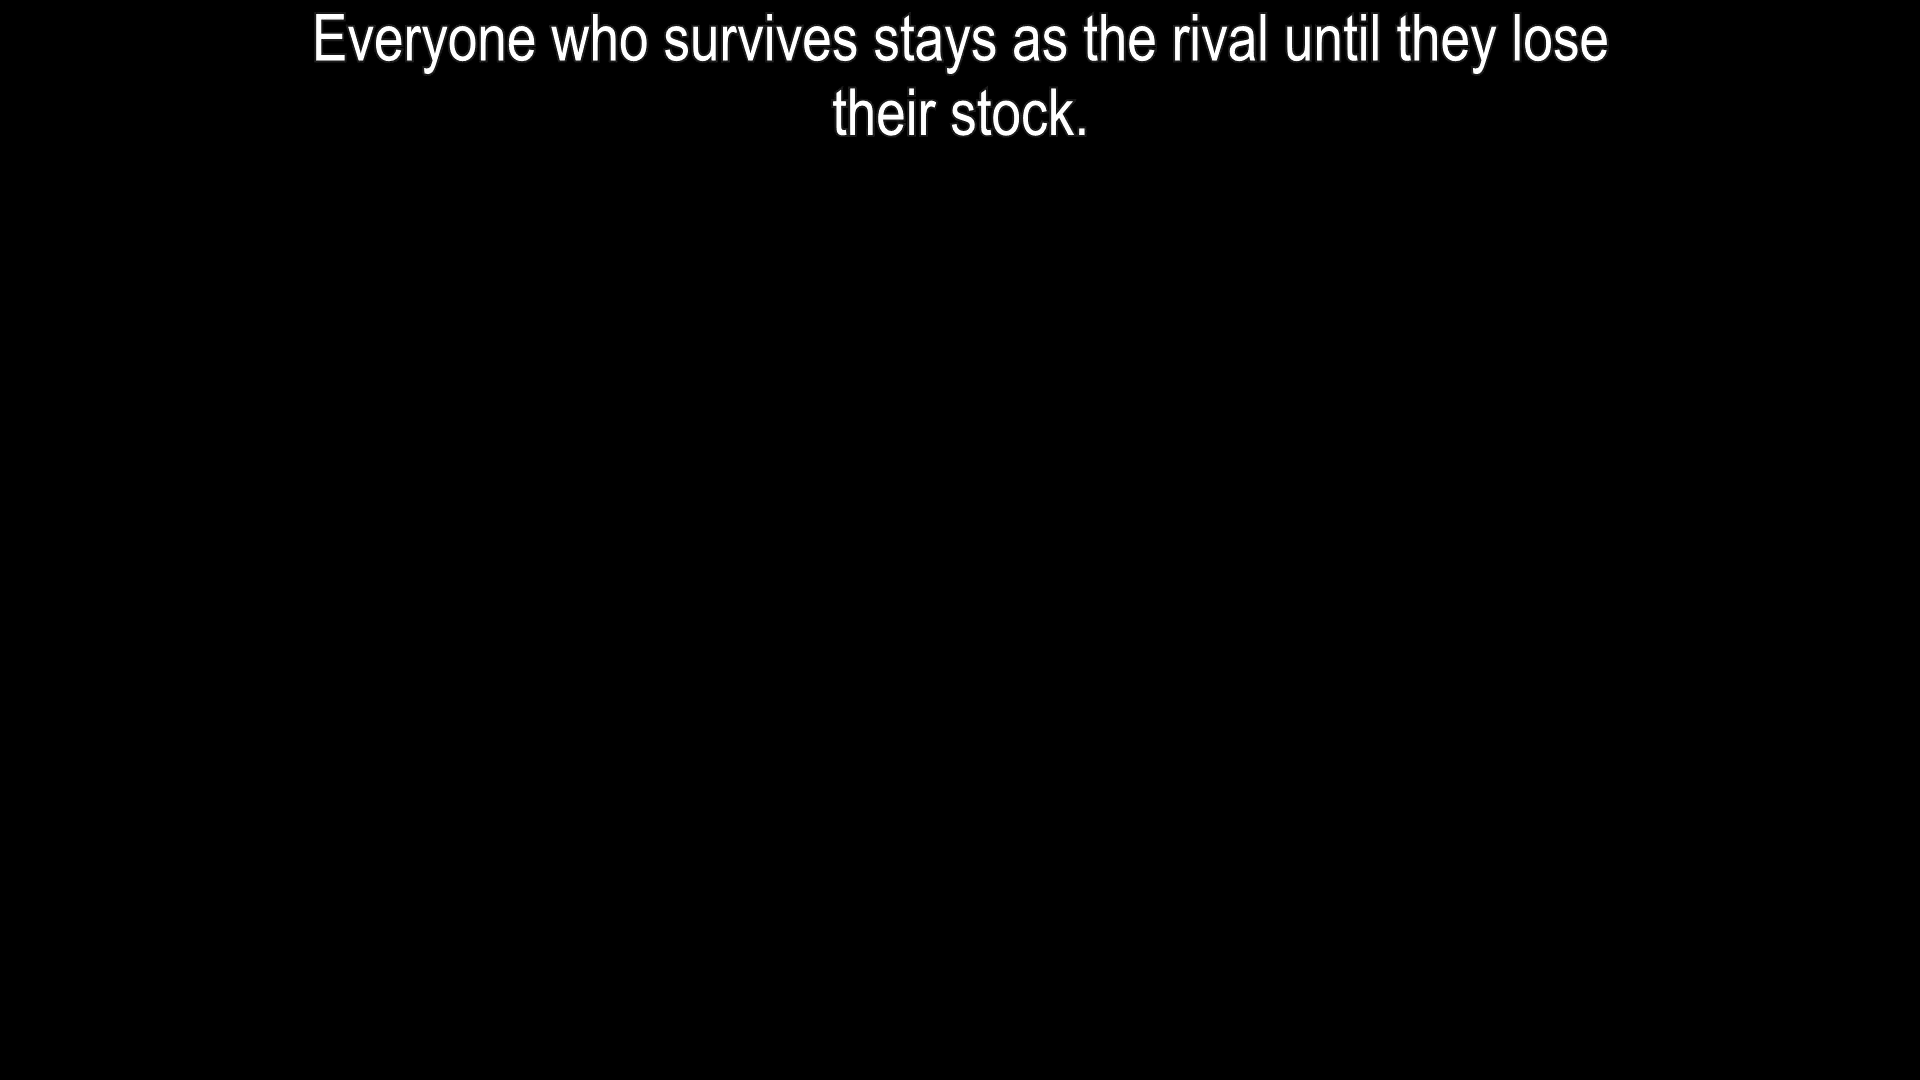 Everyone who survives stays as the rival until they lose
their stock.